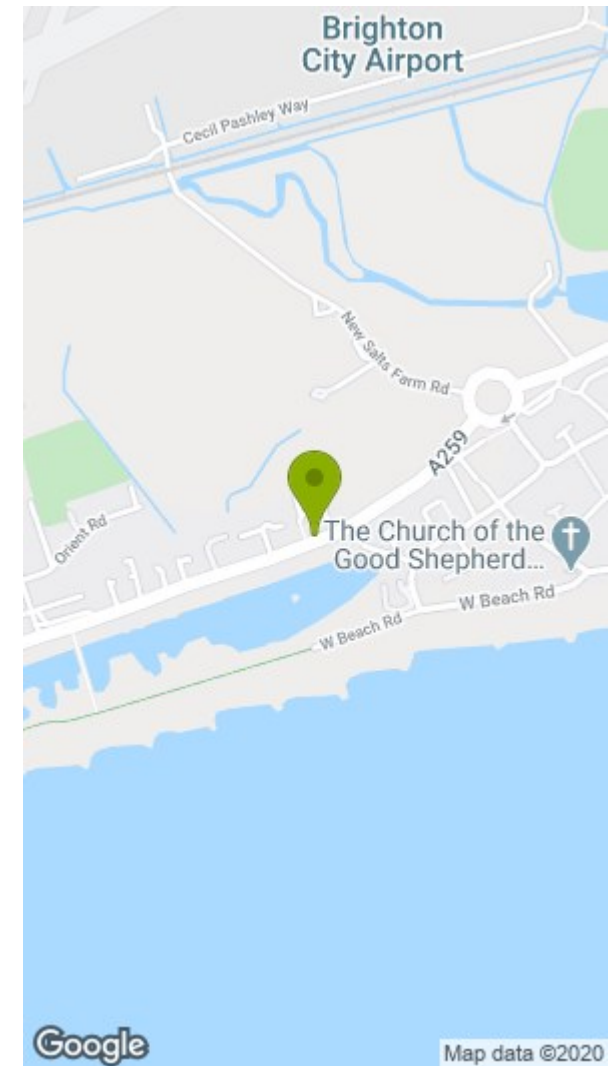 Brighton
City Airport
Cecil Pashley Way
New Salts Farm Rd
A259
Orient Rd
The Church of the
Good Shepherd...
W Beach Rd
W Beach Rd
Google
Map data ©2020